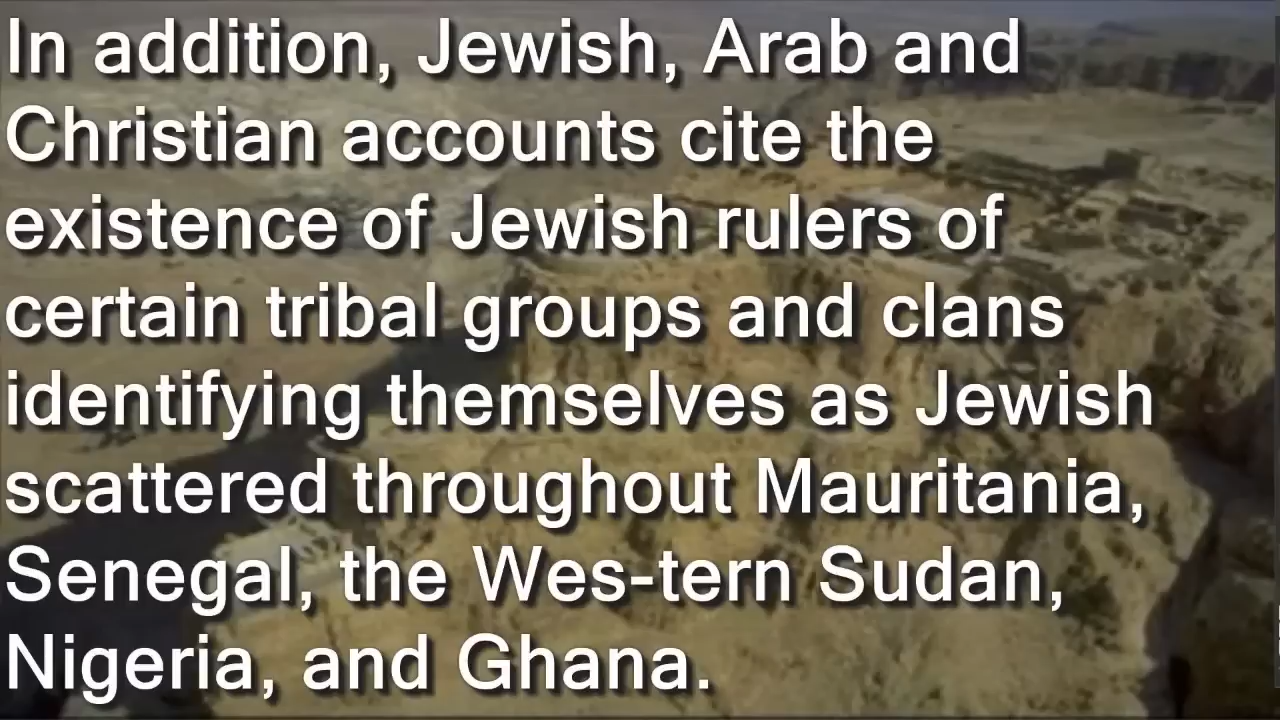 In addition, Jewish, Arab and
Christian accounts cite the
existence of Jewish rulers of
certain tribal groups and clans
identifying themselves as Jewish
scattered throughout Mauritania,
Senegal, the Wes-tern Sudan,
Nigeria, and Ghana.